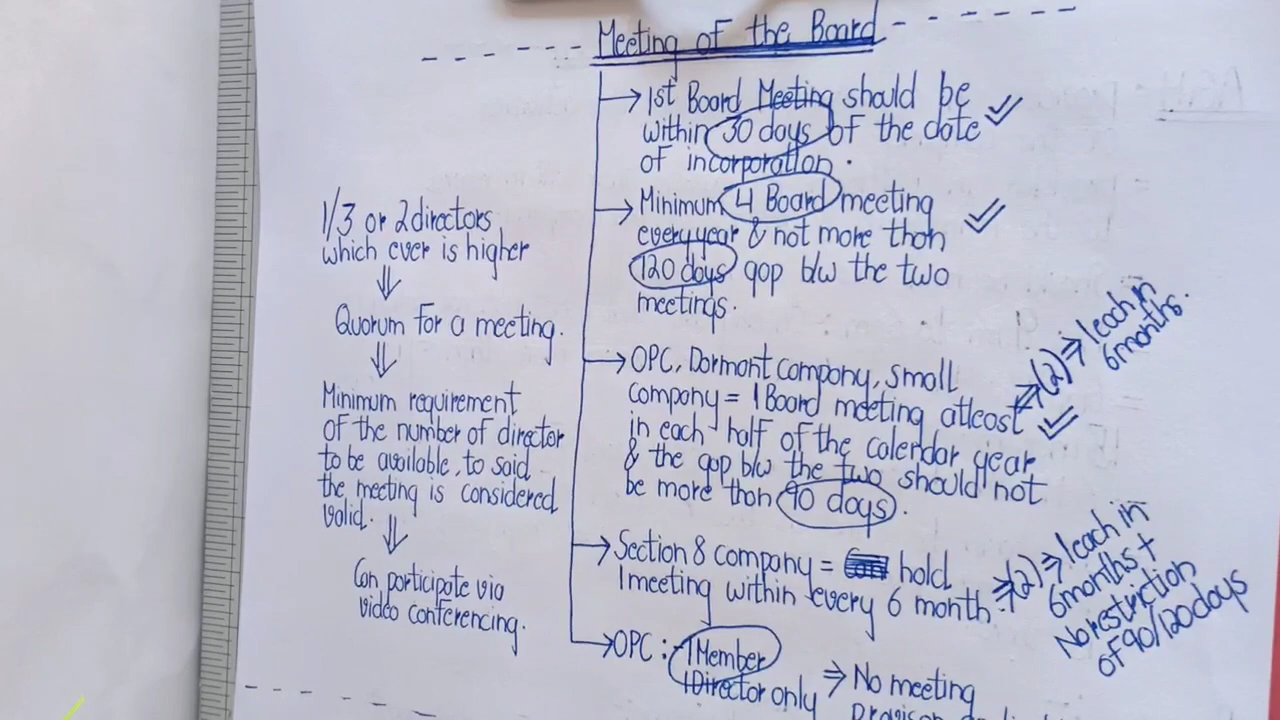 Meeting of the Board
1st Board Meeting should be
within 30 days of the date
of incorporation.
Minimum 4 Board meeting
every year & not more than
120 days gap b/w the two
meetings.
OPC, Dormant company, small
company = 1 Board meeting atleast
in each half of the calendar year
& the gap b/w the two should not
be more than 90 days.
⇒(2)⇒ 1 each in
6 months.
Section 8 company = hold
1 meeting within every 6 month.
⇒(2)⇒ 1 each in
6 months +
No restriction
of 90/120 days
OPC : -1 Member
1 Director only
⇒ No meeting
1/3 or 2 directors
which ever is higher
Quorum for a meeting.
Minimum requirement
of the number of director
to be available, to said
the meeting is considered
valid.
Can participate via
video conferencing.